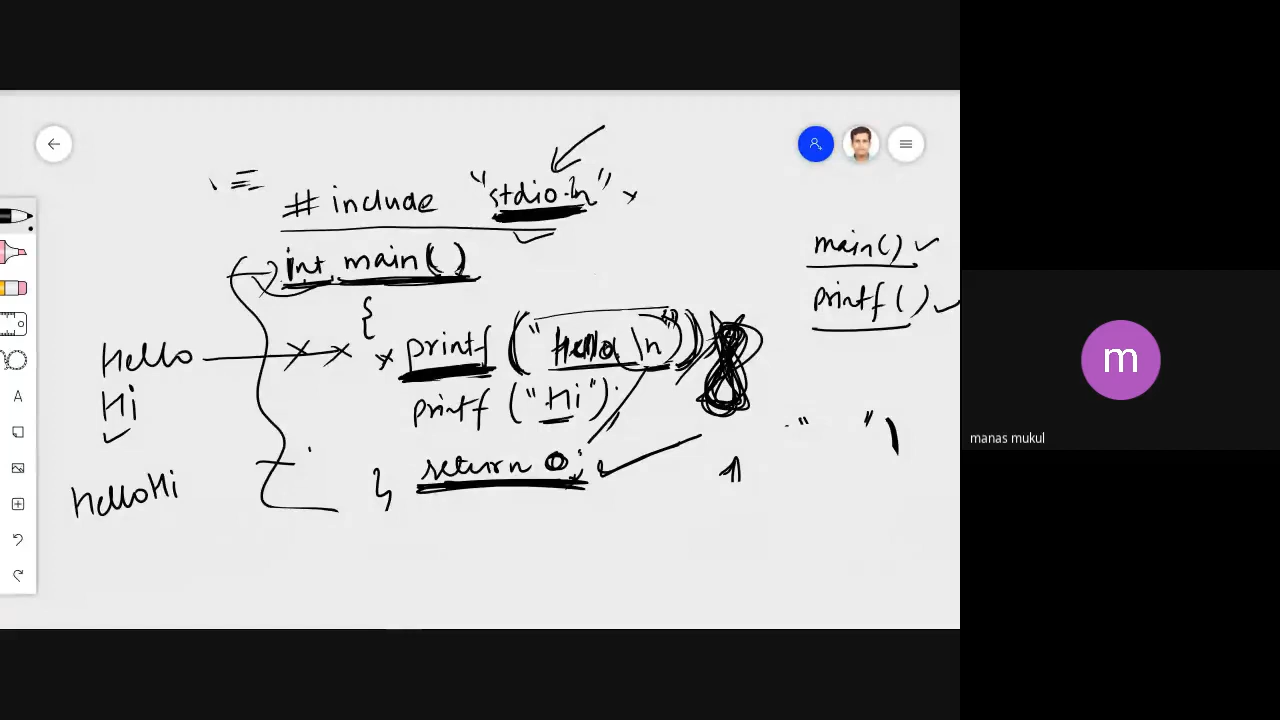 # include "stdio.h"
int main()
{
printf ("Hello \n")
printf ("Hi");
return 0;
}
Hello
Hi
HelloHi
main()
printf()
" "
A
m
manas mukul